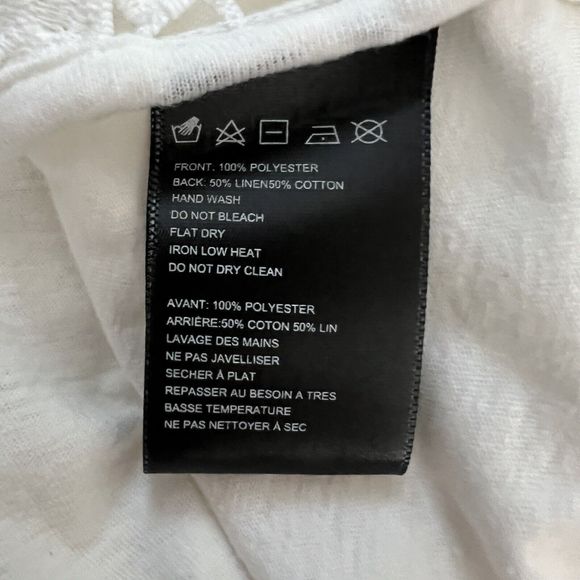 FRONT. 100% POLYESTER
BACK: 50% LINEN50% COTTON
HAND WASH
DO NOT BLEACH
FLAT DRY
IRON LOW HEAT
DO NOT DRY CLEAN
AVANT: 100% POLYESTER
ARRIÈRE:50% COTON 50% LIN
LAVAGE DES MAINS
NE PAS JAVELLISER
SECHER À PLAT
REPASSER AU BESOIN A TRES
BASSE TEMPERATURE
NE PAS NETTOYER À SEC